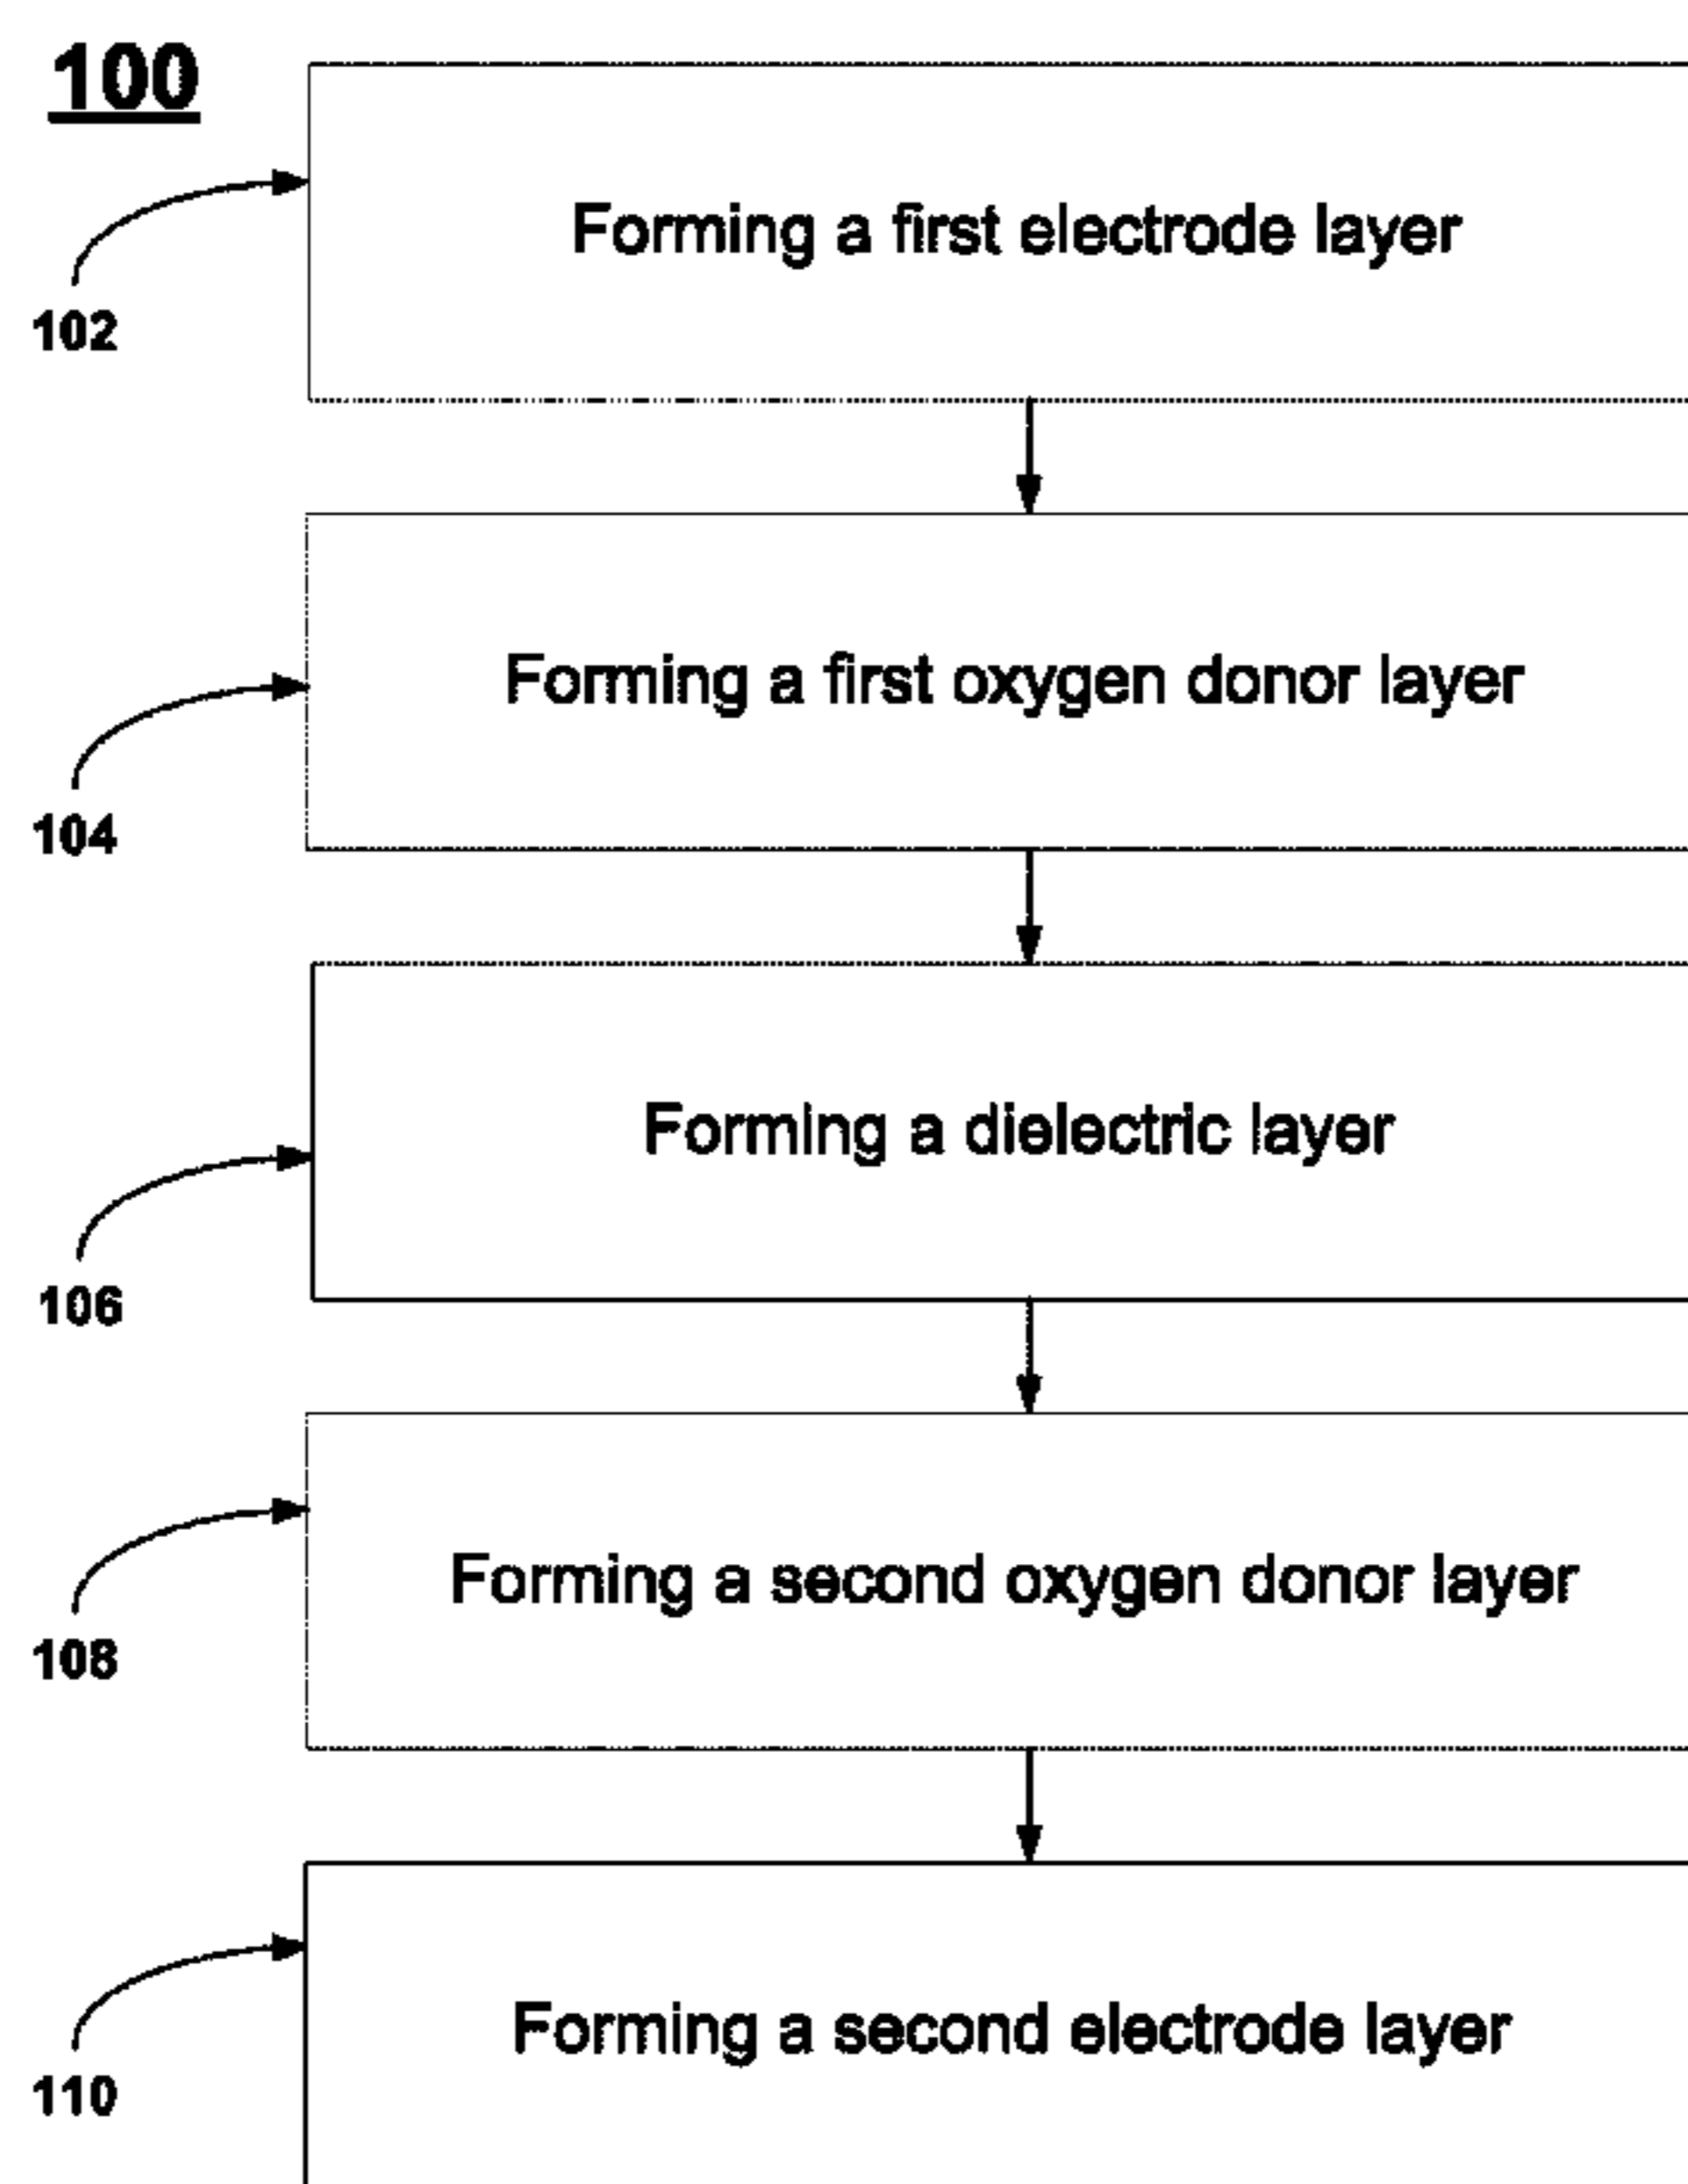 100
Forming a first electrode layer
102
Forming a first oxygen donor layer
104
Forming a dielectric layer
106
Forming a second oxygen donor layer
108
Forming a second electrode layer
110